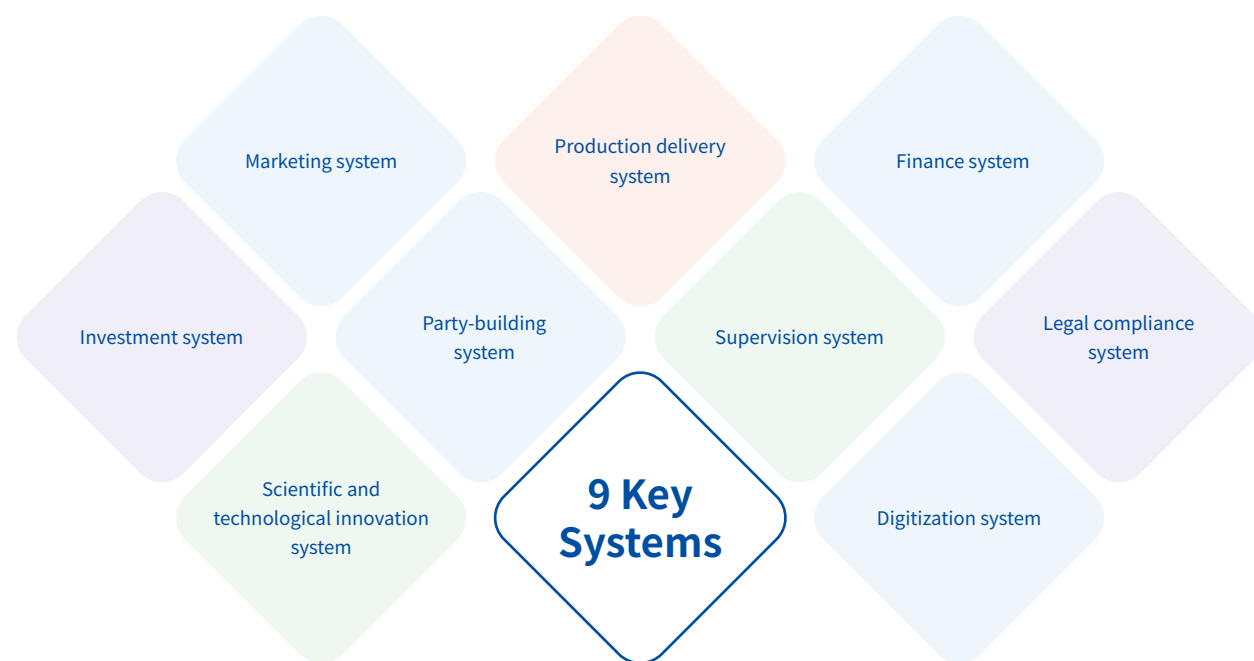 Marketing system
Production delivery
system
Finance system
Investment system
Party-building
system
Supervision system
Legal compliance
system
Scientific and
technological innovation
system
9 Key
Systems
Digitization system